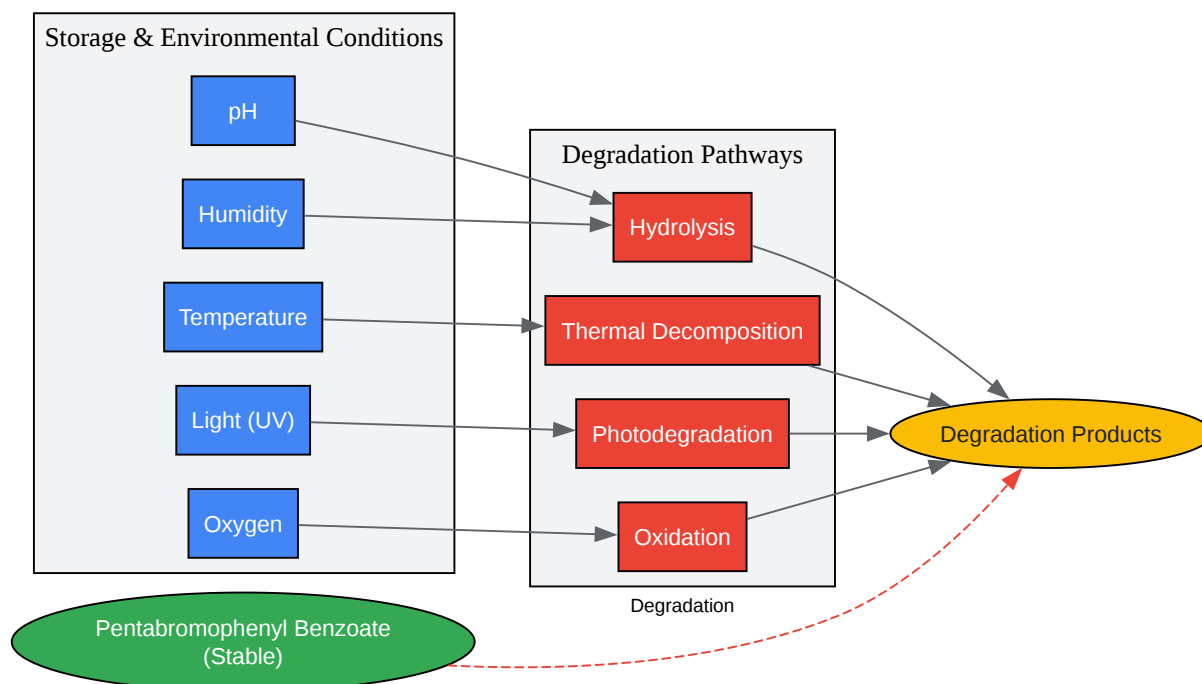 Storage & Environmental Conditions
pH
Humidity
Temperature
Light (UV)
Oxygen
Degradation Pathways
Hydrolysis
Thermal Decomposition
Photodegradation
Oxidation
Degradation Products
Degradation
Pentabromophenyl Benzoate
(Stable)